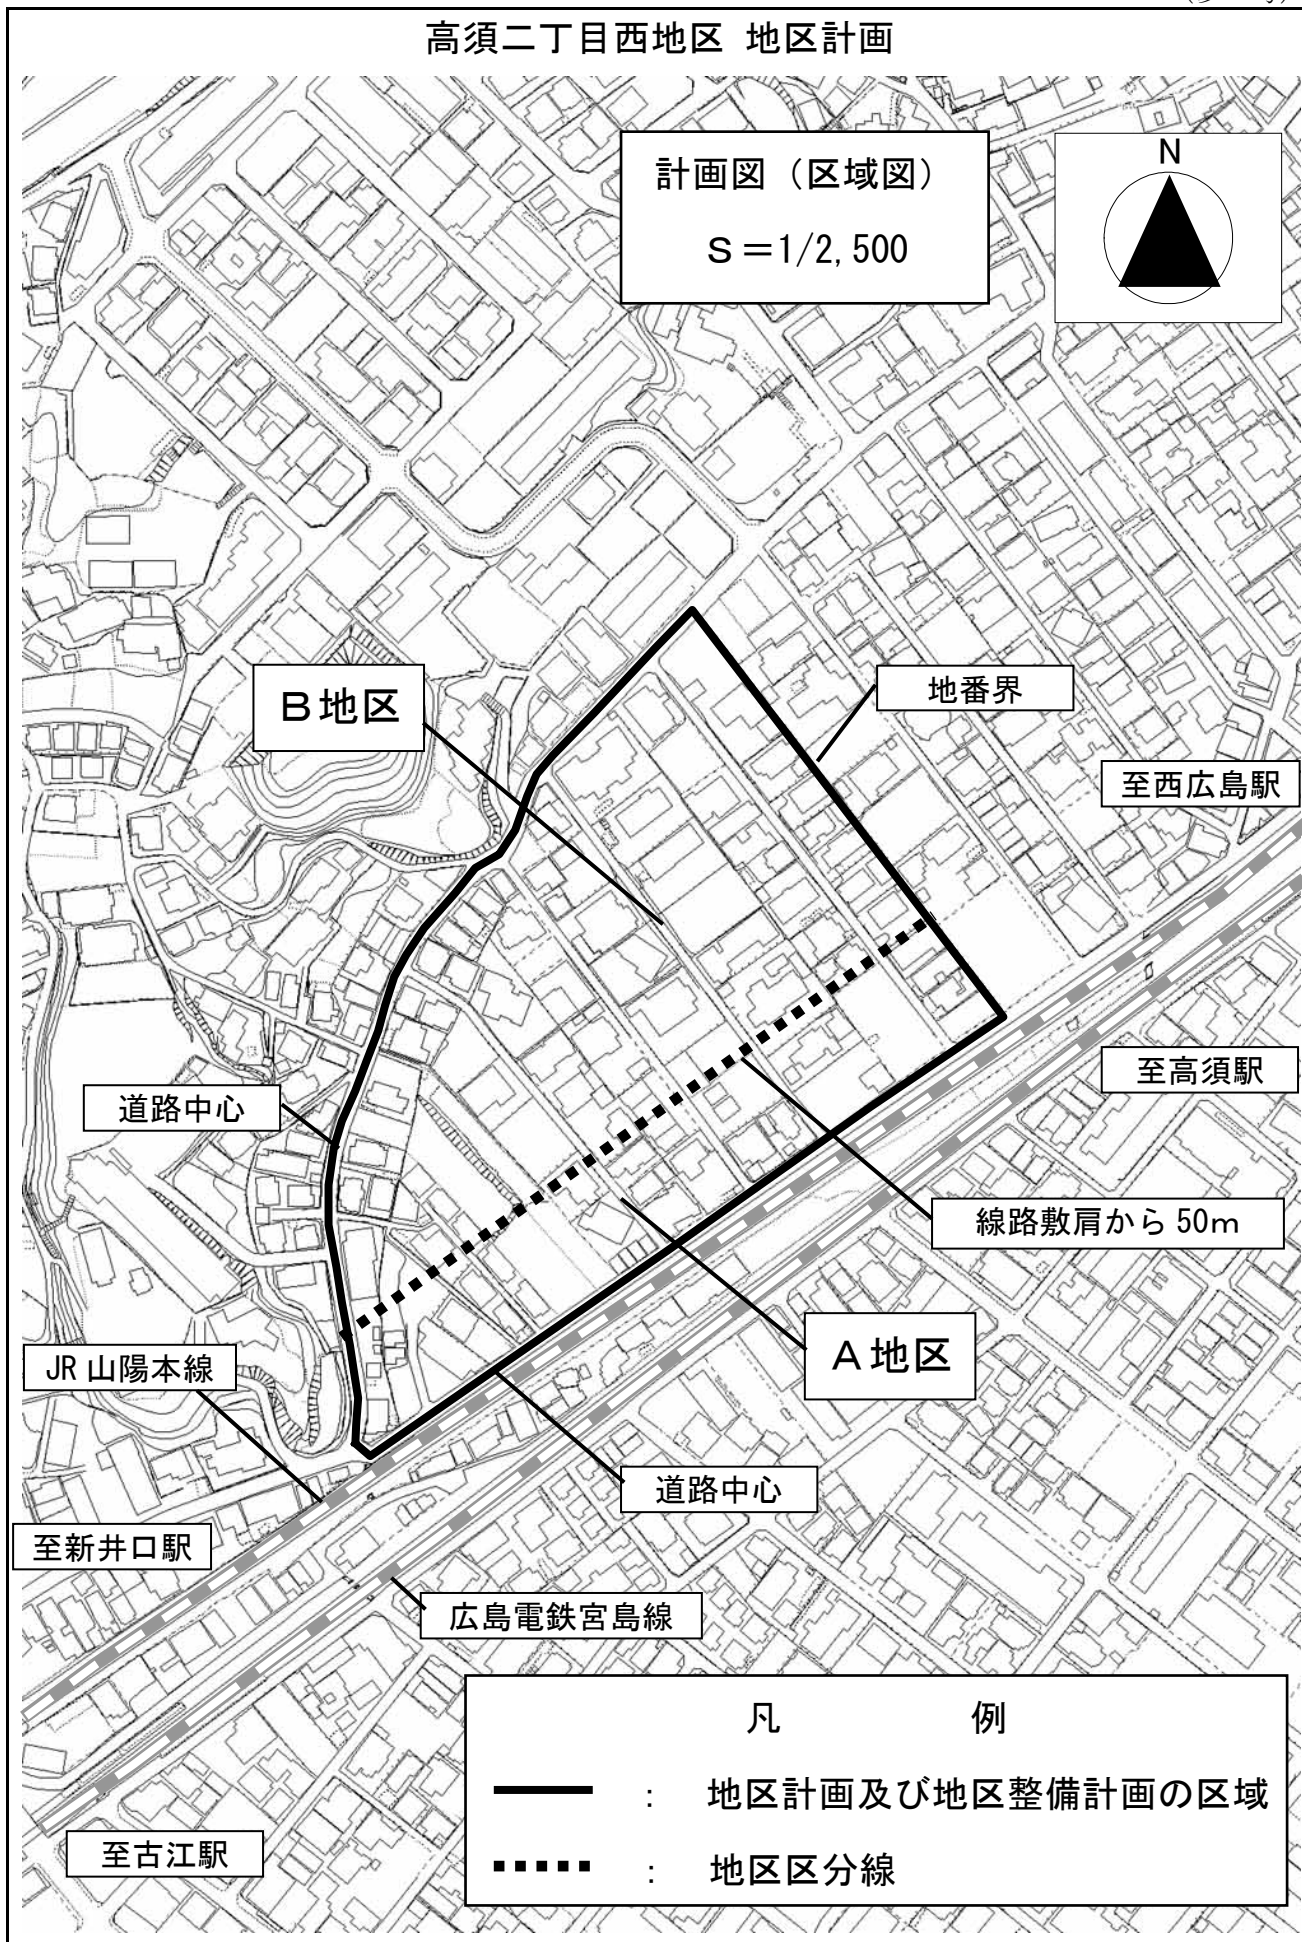 高須二丁目西地区 地区計画
計画図（区域図）
S＝1/2,500
N
B地区
地番界
至西広島駅
至高須駅
道路中心
線路敷肩から50m
A地区
JR山陽本線
道路中心
至新井口駅
広島電鉄宮島線
凡 例
： 地区計画及び地区整備計画の区域
： 地区区分線
至古江駅